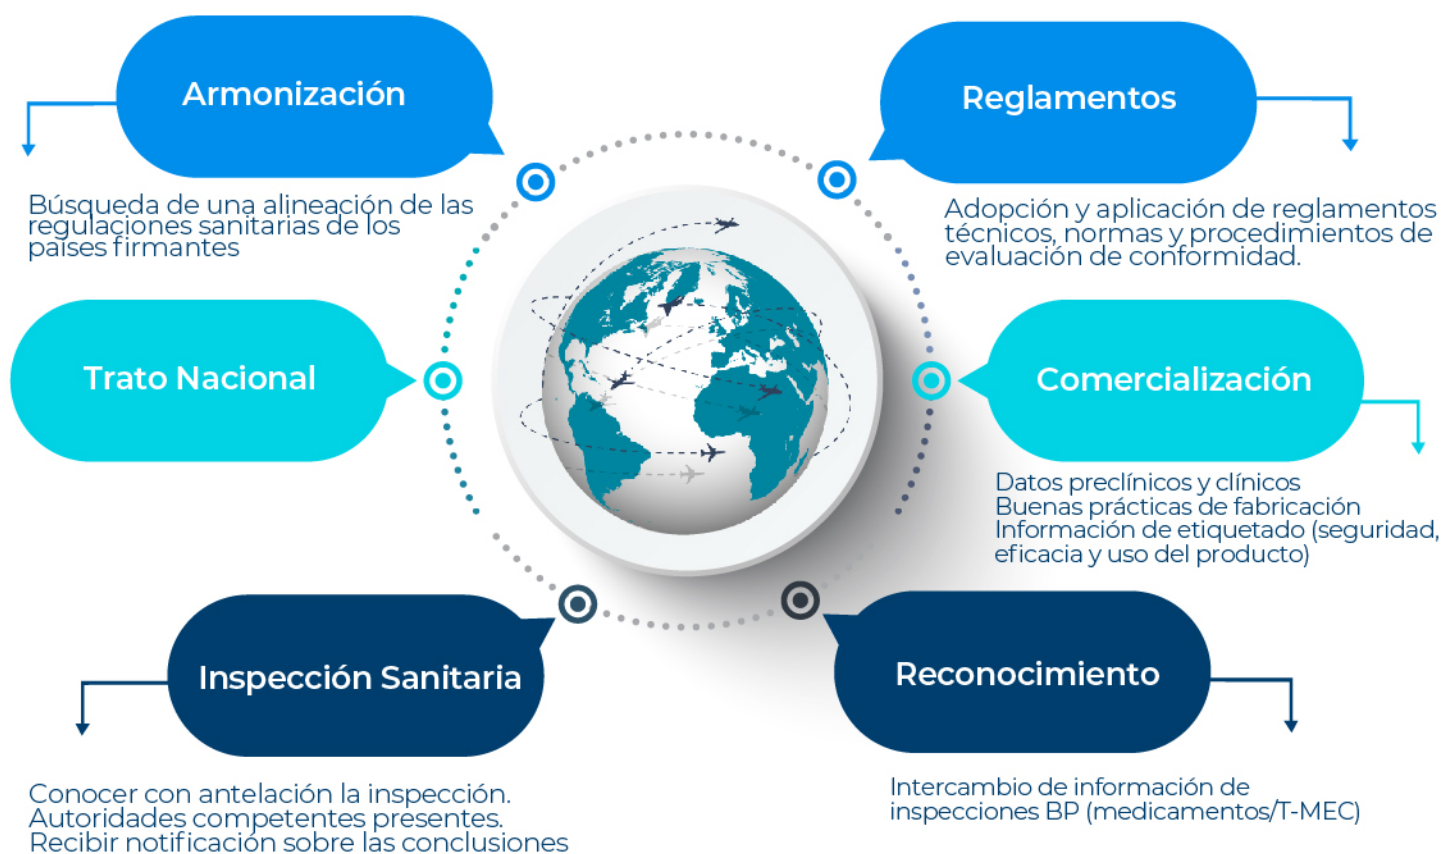 Armonización
Búsqueda de una alineación de las
regulaciones sanitarias de los
países firmantes
Reglamentos
Adopción y aplicación de reglamentos
técnicos, normas y procedimientos de
evaluación de conformidad.
Trato Nacional
Comercialización
Datos preclínicos y clínicos
Buenas prácticas de fabricación
Información de etiquetado (seguridad,
eficacia y uso del producto)
Inspección Sanitaria
Conocer con antelación la inspección.
Autoridades competentes presentes.
Recibir notificación sobre las conclusiones
Reconocimiento
Intercambio de información de
inspecciones BP (medicamentos/T-MEC)